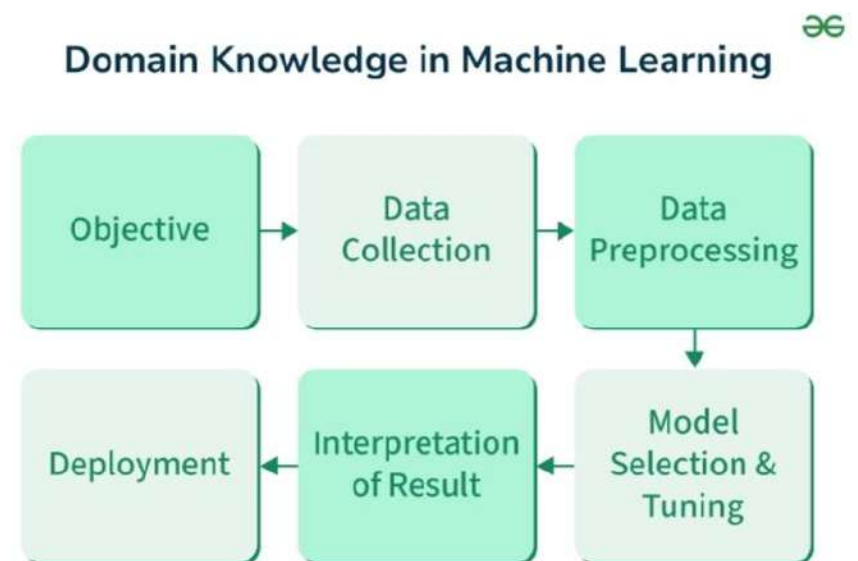 Domain Knowledge in Machine Learning
Objective
Data
Collection
Data
Preprocessing
Model
Selection &
Tuning
Interpretation
of Result
Deployment